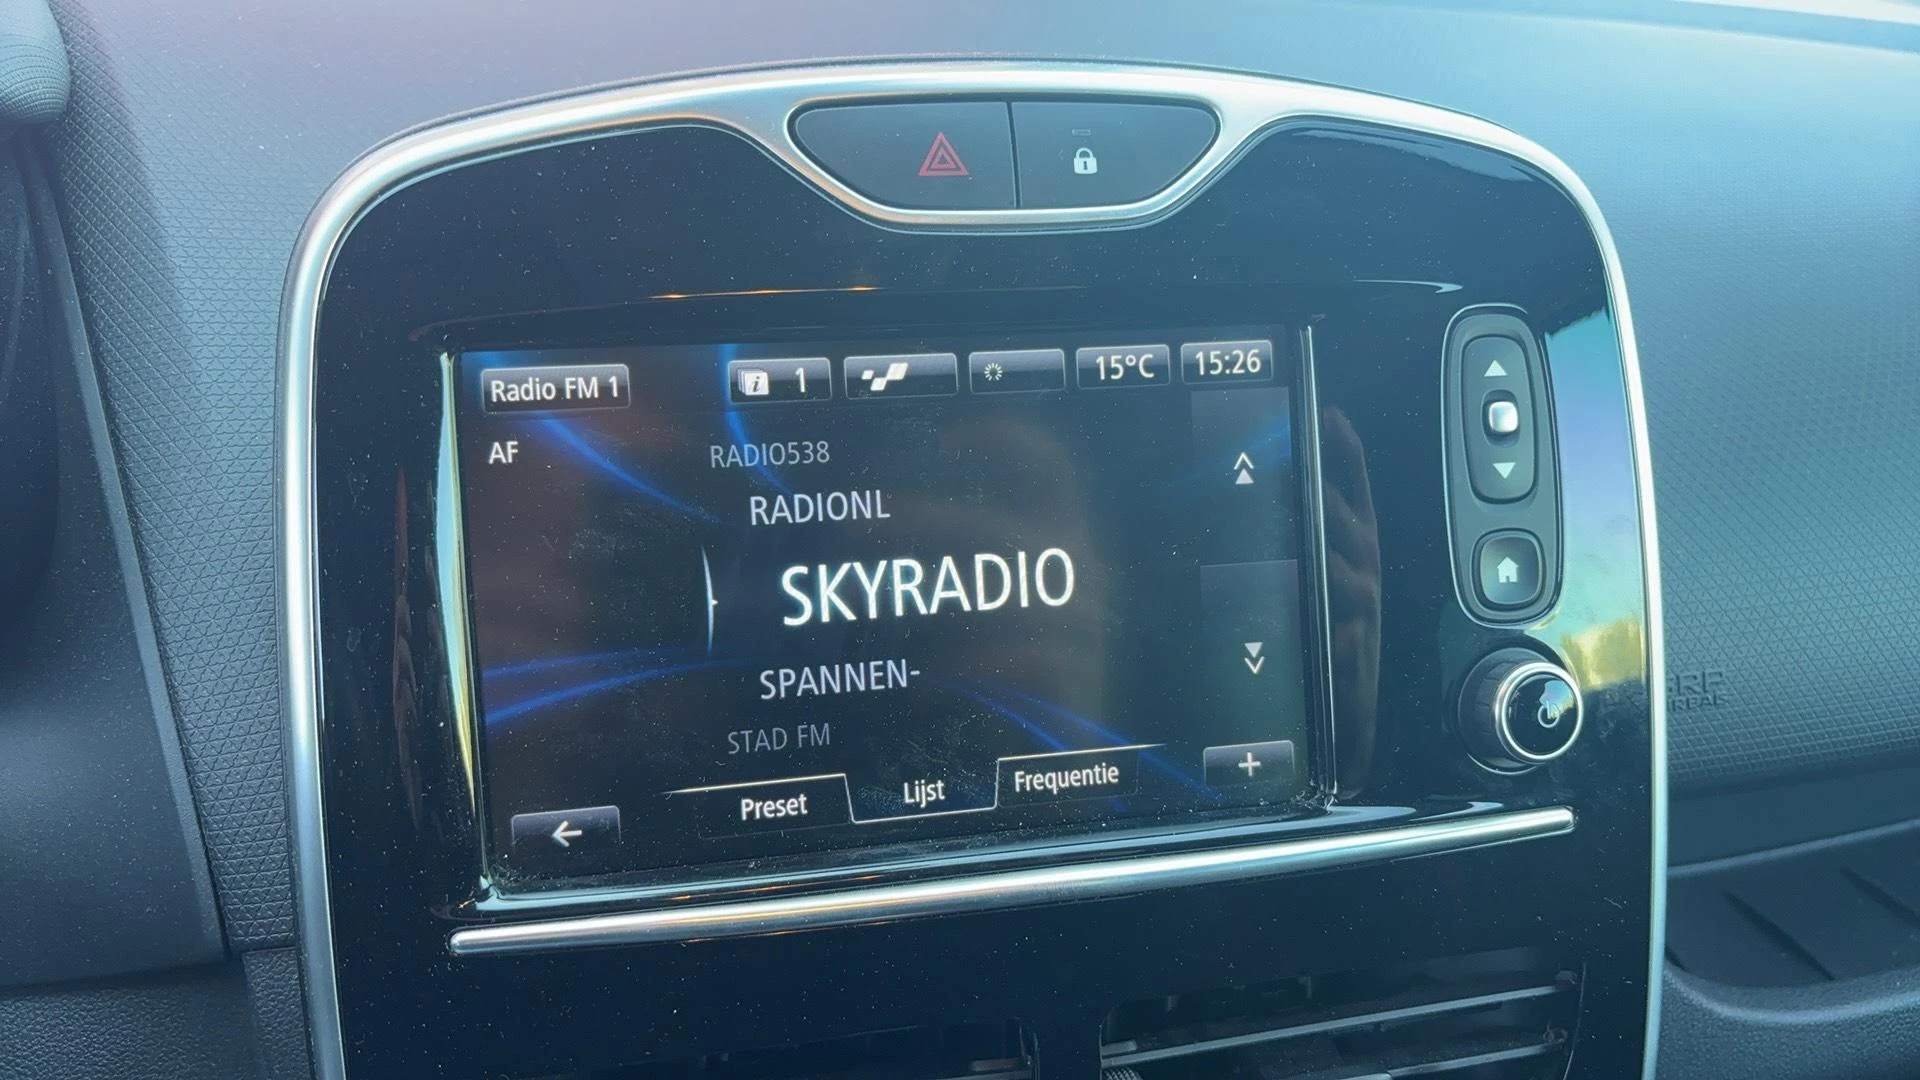 Radio FM 1
1
15°C
15:26
AF
RADIO538
RADIONL
SKYRADIO
SPANNEN-
STAD FM
Preset
Lijst
Frequentie